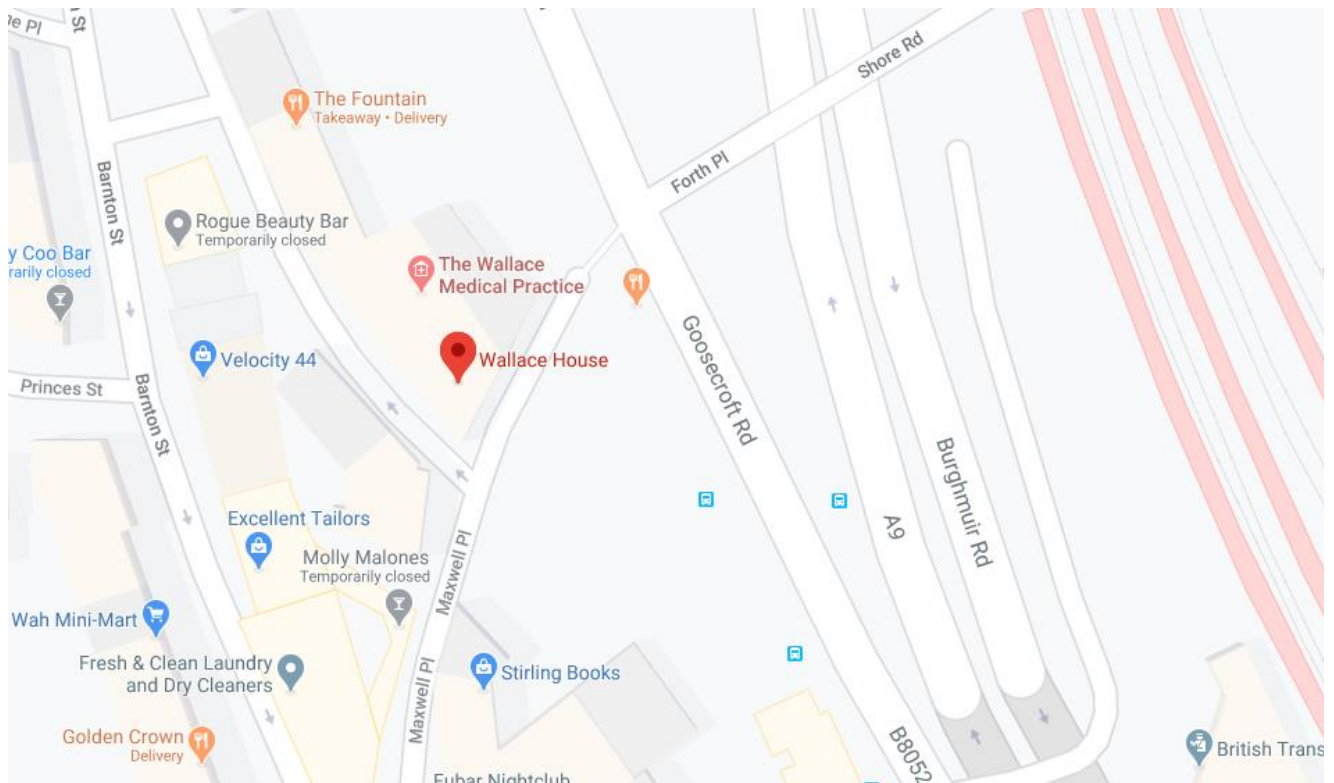 ne Pl
St
Shore Rd
The Fountain
Takeaway • Delivery
Forth Pl
Barnton St
Rogue Beauty Bar
Temporarily closed
y Coo Bar
rarily closed
The Wallace
Medical Practice
Goosecroft Rd
Velocity 44
Wallace House
Princes St
Barnton St
Burghmuir Rd
A9
Excellent Tailors
Molly Malones
Temporarily closed
Maxwell Pl
Wah Mini-Mart
Fresh & Clean Laundry
and Dry Cleaners
Stirling Books
Maxwell Pl
Golden Crown
Delivery
B8052
British Trans
Fubar Nightclub